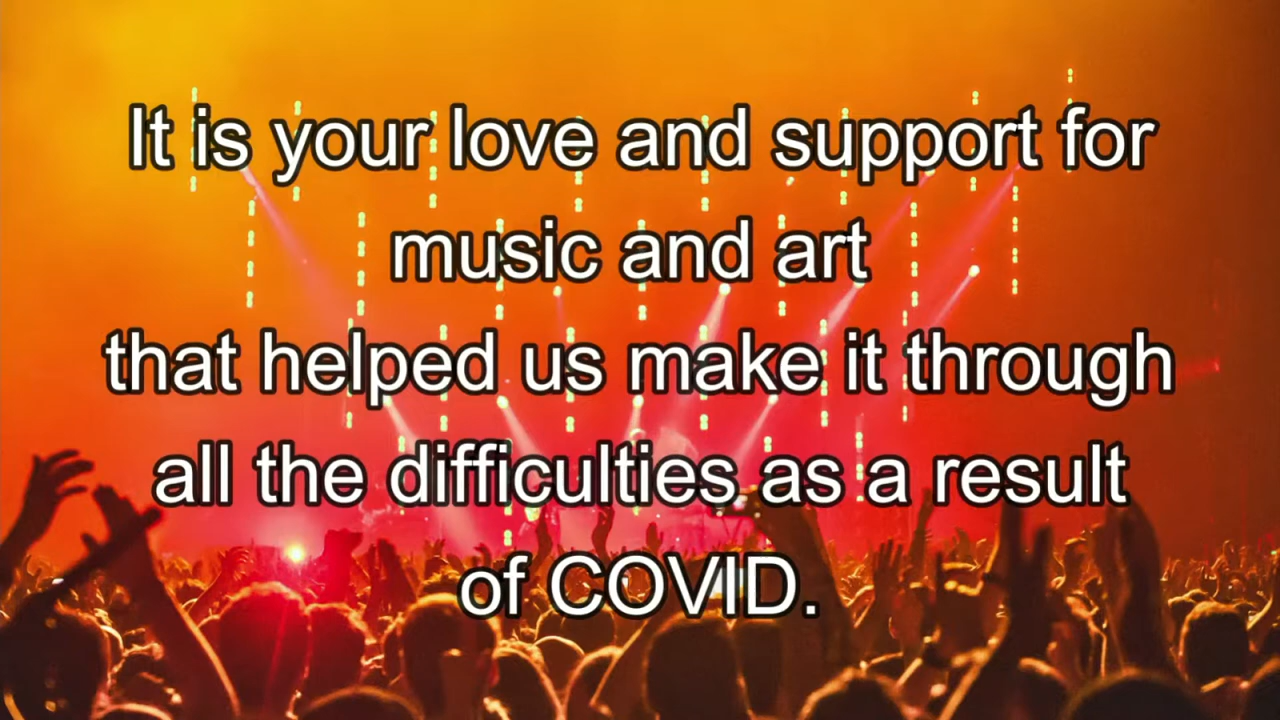 It is your love and support for
music and art
that helped us make it through
all the difficulties as a result
of COVID.